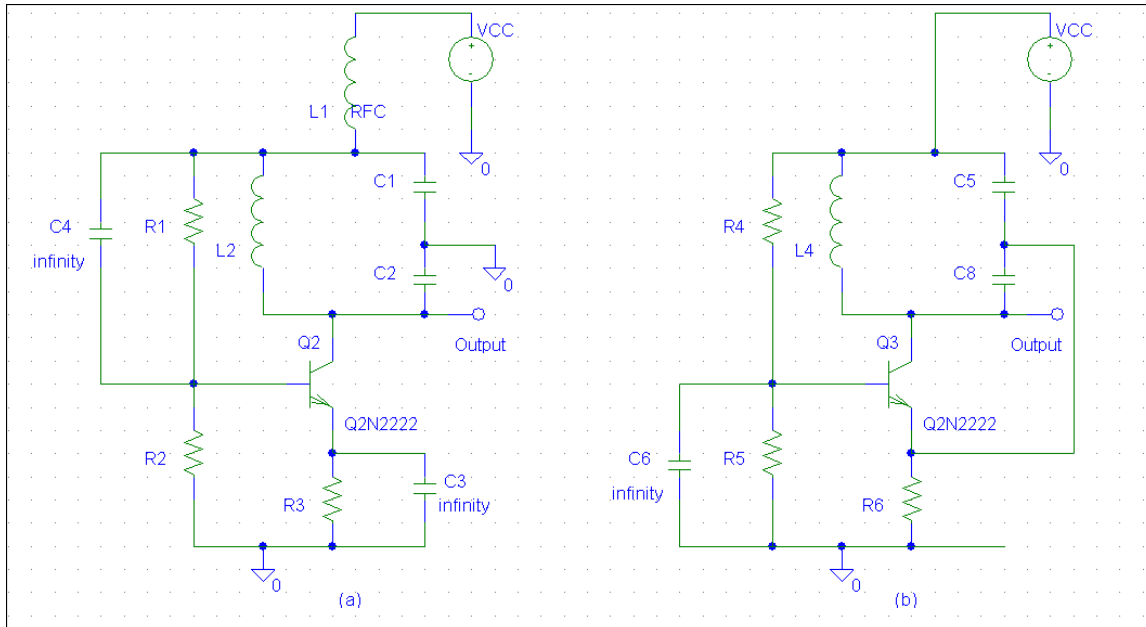 VCC
+
-
L1 RFC
0
C1
C4
infinity
R1
L2
C2
0
Output
Q2
Q2N2222
R2
C3
infinity
R3
0
(a)
VCC
+
-
0
C5
R4
L4
C8
Output
Q3
Q2N2222
C6
infinity
R5
R6
0
(b)